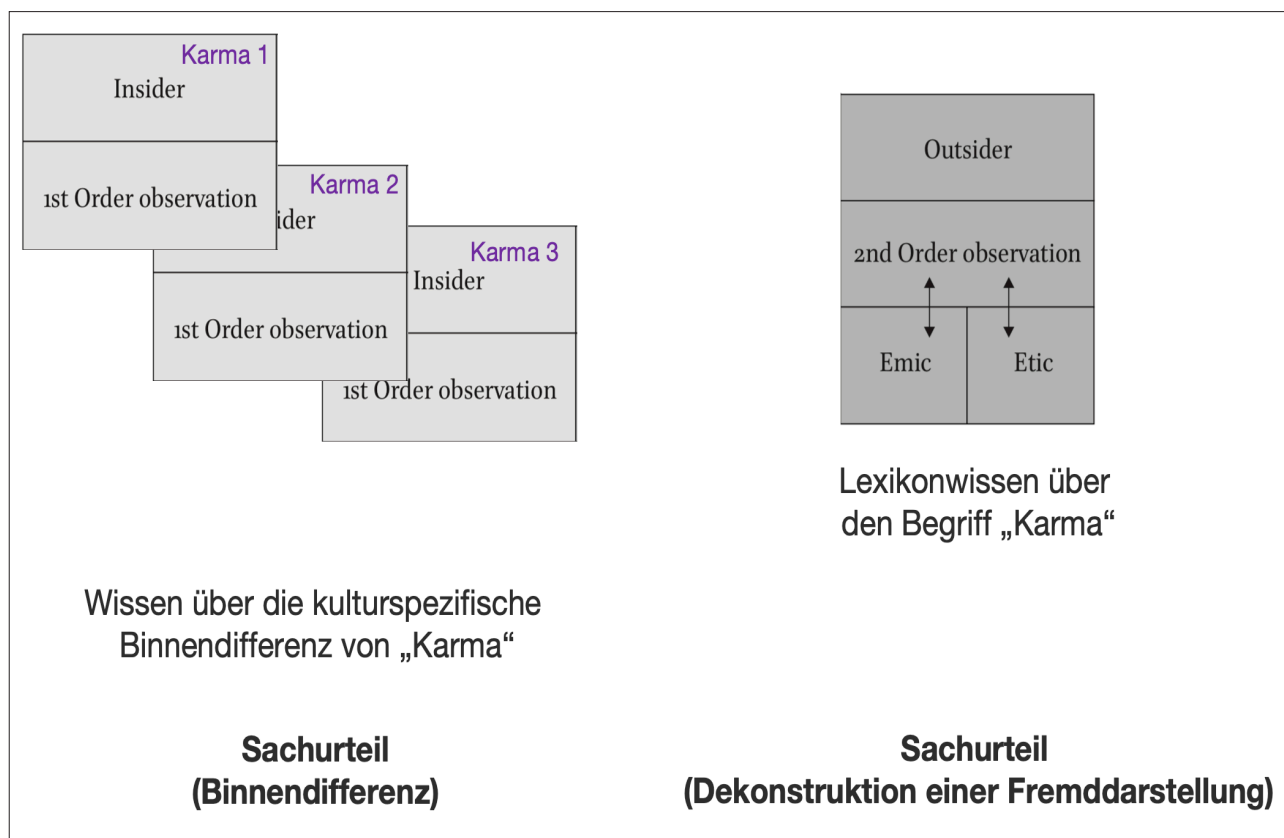 Karma 1
Insider
1st Order observation
Karma 2
ider
1st Order observation
Karma 3
Insider
1st Order observation
Wissen über die kulturspezifische
Binnendifferenz von „Karma“
Sachurteil
(Binnendifferenz)
Outsider
2nd Order observation
Emic
Etic
Lexikonwissen über
den Begriff „Karma“
Sachurteil
(Dekonstruktion einer Fremddarstellung)